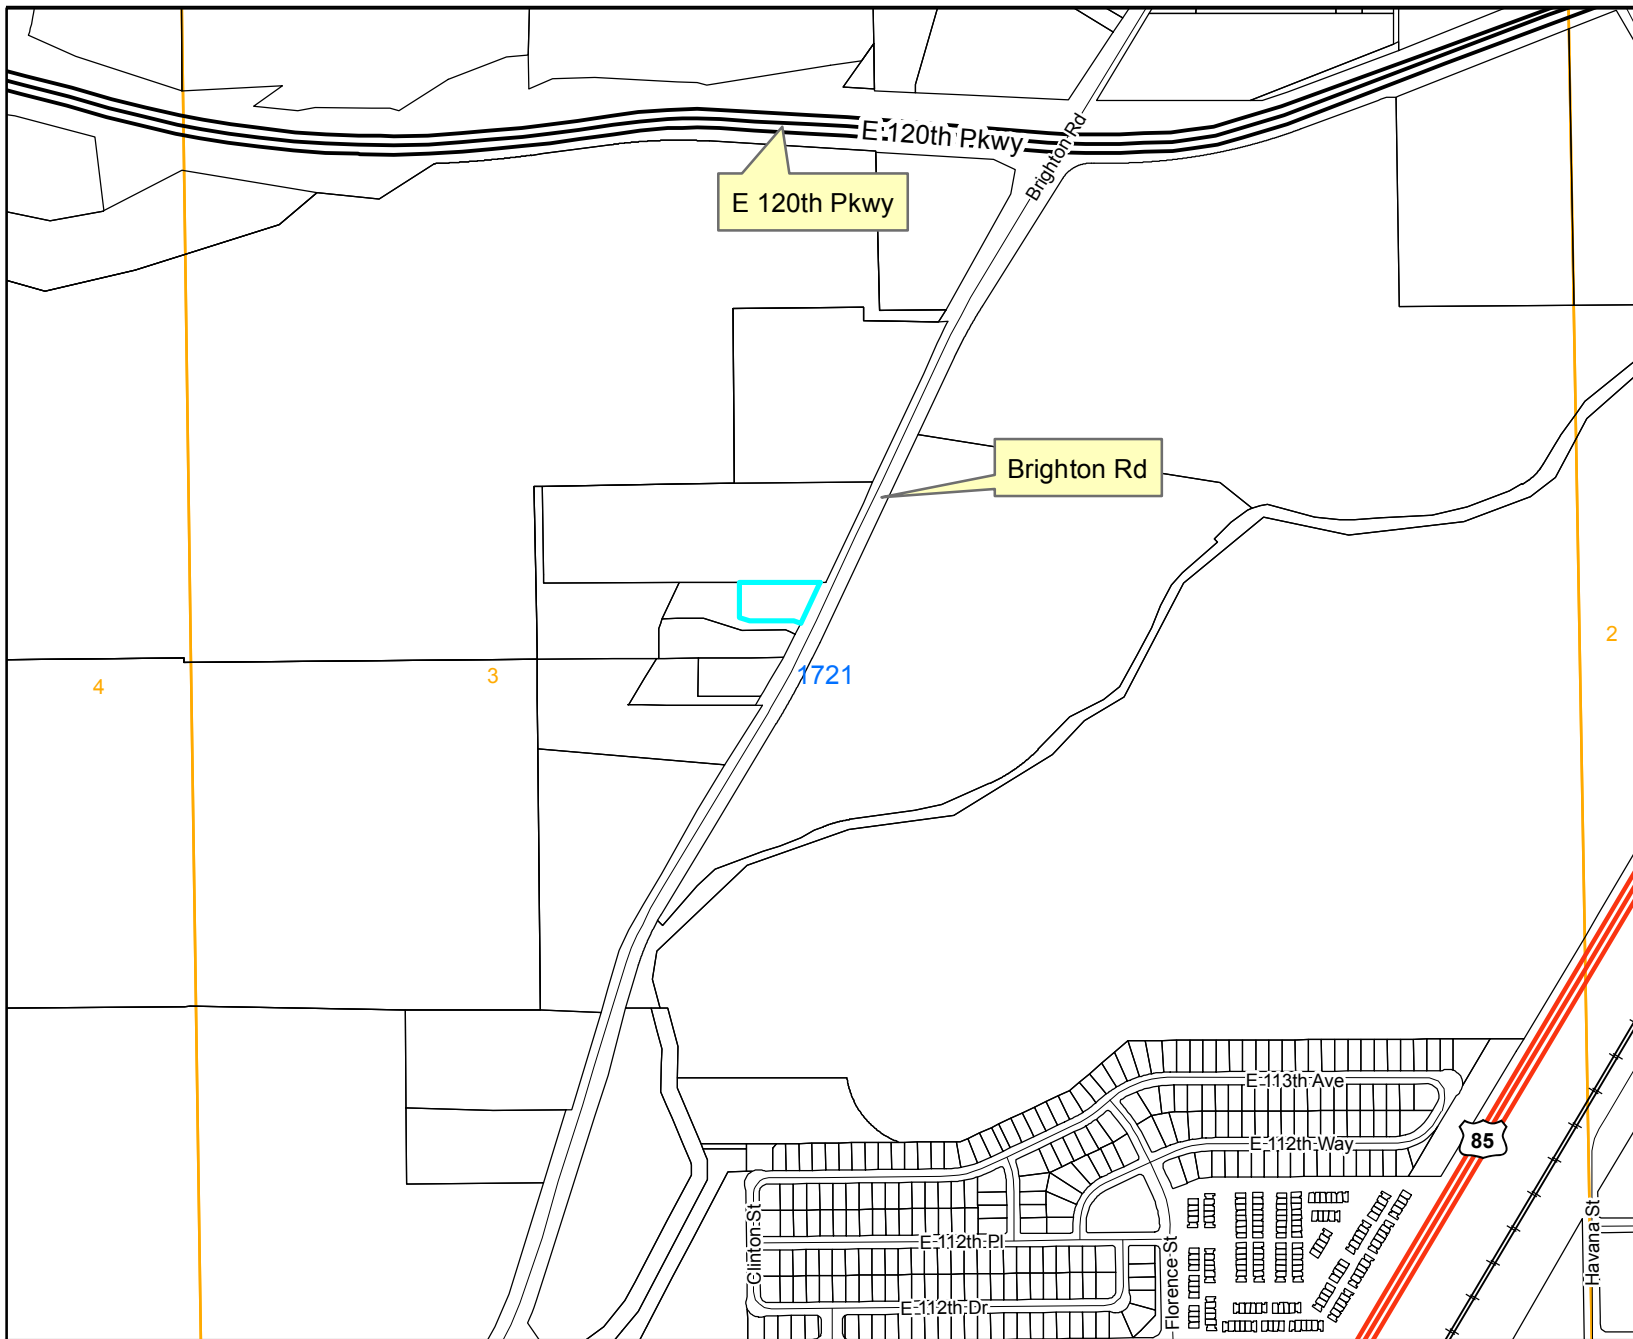 E 120th Pkwy
Brighton Rd
E 120th Pkwy
Brighton Rd
2
1721
3
4
E 113th Ave
85
E 112th Way
Clinton St
E 112th Pl
Florence St
Havana St
E 112th Dr